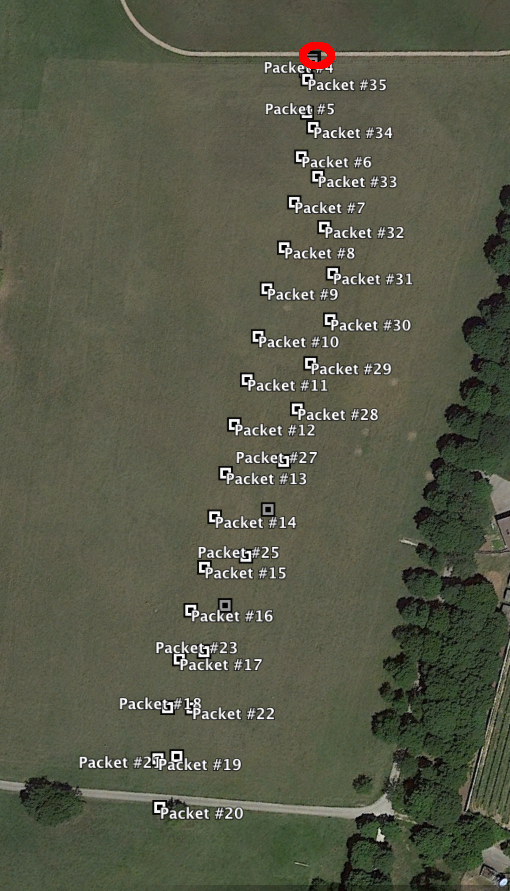 Packet #4
Packet #35
Packet #5
Packet #34
Packet #6
Packet #33
Packet #7
Packet #32
Packet #8
Packet #31
Packet #9
Packet #30
Packet #10
Packet #29
Packet #11
Packet #28
Packet #12
Packet #27
Packet #13
Packet #14
Packet #25
Packet #15
Packet #16
Packet #23
Packet #17
Packet #18
Packet #22
Packet #19
Packet #20